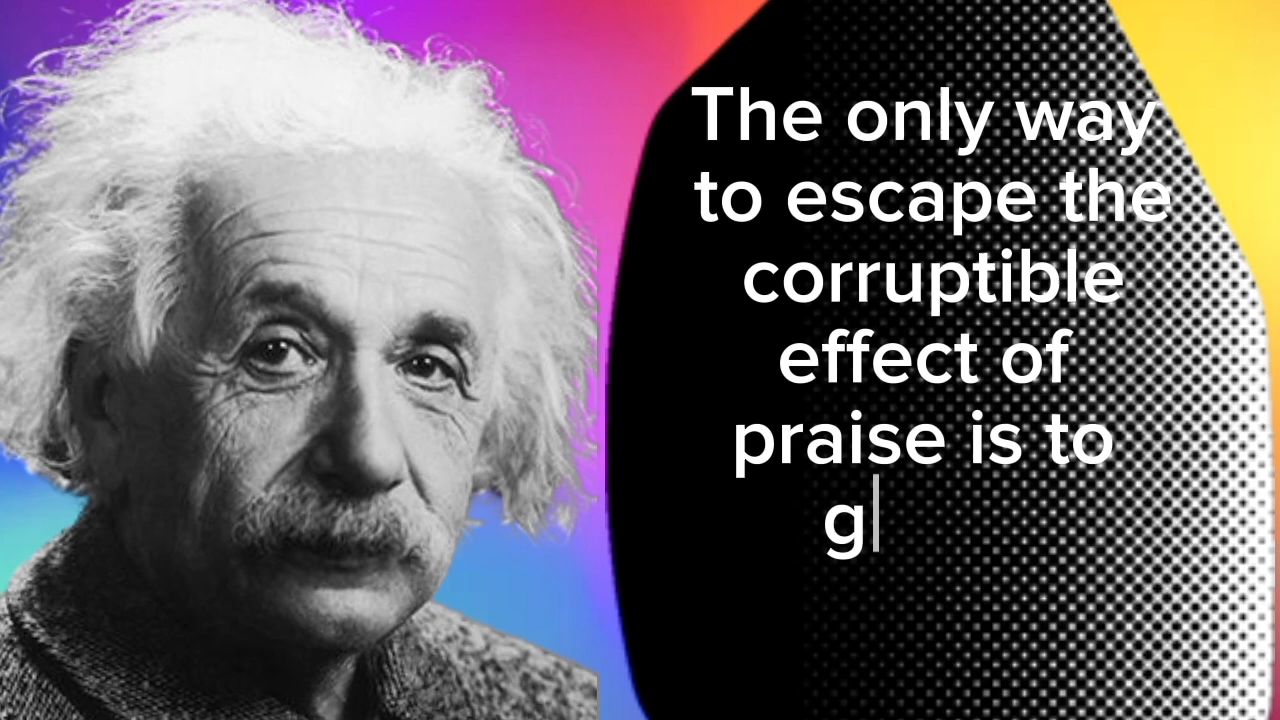 The only way
to escape the
corruptible
effect of
praise is to
g